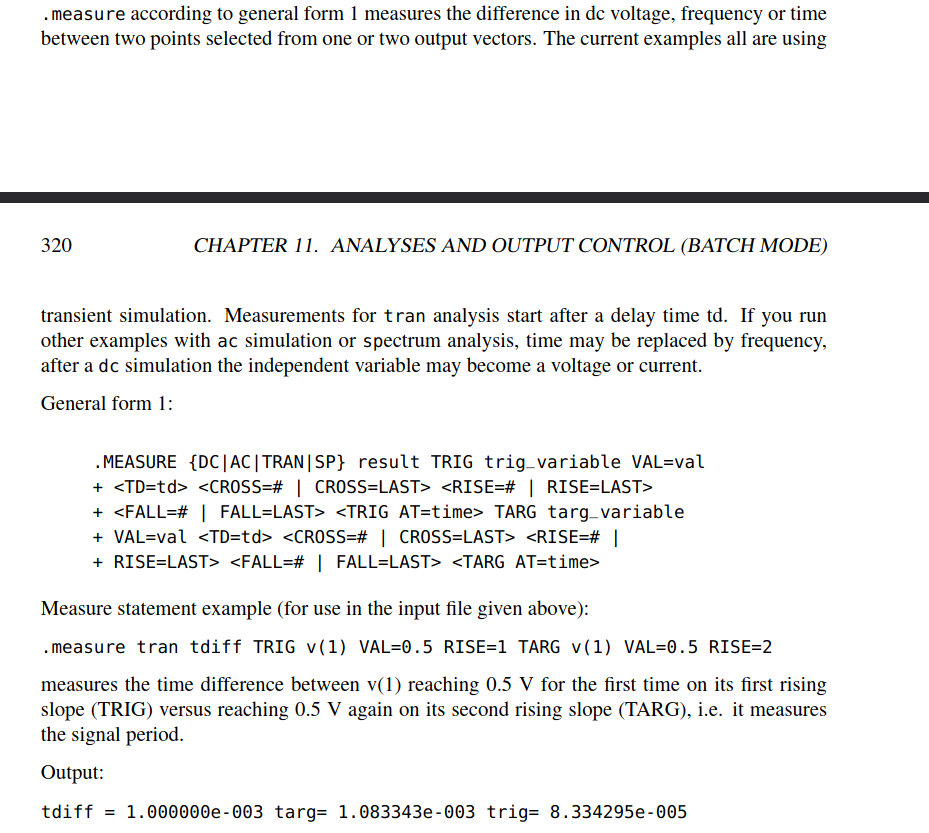 .measure according to general form 1 measures the difference in dc voltage, frequency or time
between two points selected from one or two output vectors. The current examples all are using
320 CHAPTER 11. ANALYSES AND OUTPUT CONTROL (BATCH MODE)
transient simulation. Measurements for tran analysis start after a delay time td. If you run
other examples with ac simulation or spectrum analysis, time may be replaced by frequency,
after a dc simulation the independent variable may become a voltage or current.
General form 1:
.MEASURE {DC|AC|TRAN|SP} result TRIG trig_variable VAL=val
+ <TD=td> <CROSS=# | CROSS=LAST> <RISE=# | RISE=LAST>
+ <FALL=# | FALL=LAST> <TRIG AT=time> TARG targ_variable
+ VAL=val <TD=td> <CROSS=# | CROSS=LAST> <RISE=# |
+ RISE=LAST> <FALL=# | FALL=LAST> <TARG AT=time>
Measure statement example (for use in the input file given above):
.measure tran tdiff TRIG v(1) VAL=0.5 RISE=1 TARG v(1) VAL=0.5 RISE=2
measures the time difference between v(1) reaching 0.5 V for the first time on its first rising
slope (TRIG) versus reaching 0.5 V again on its second rising slope (TARG), i.e. it measures
the signal period.
Output:
tdiff = 1.000000e-003 targ= 1.083343e-003 trig= 8.334295e-005